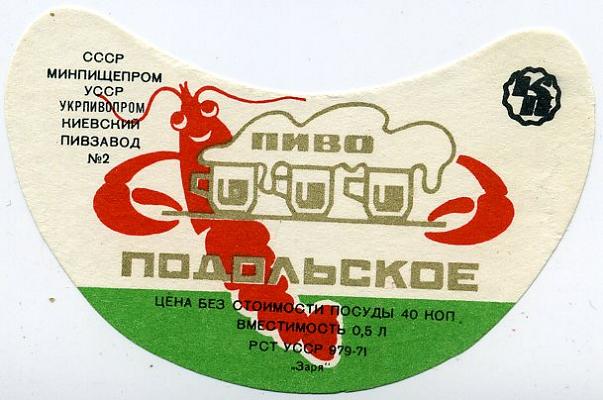 СССР
МИНПИЩЕПРОМ
УССР
УКРПИВОПРОМ
КИЕВСКИЙ
ПИВЗАВОД
№2
КП
ПИВО
ПОДОЛЬСКОЕ
ЦЕНА БЕЗ СТОИМОСТИ ПОСУДЫ 40 КОП.
ВМЕСТИМОСТЬ 0,5 Л
РСТ УССР 979-71
„Заря"